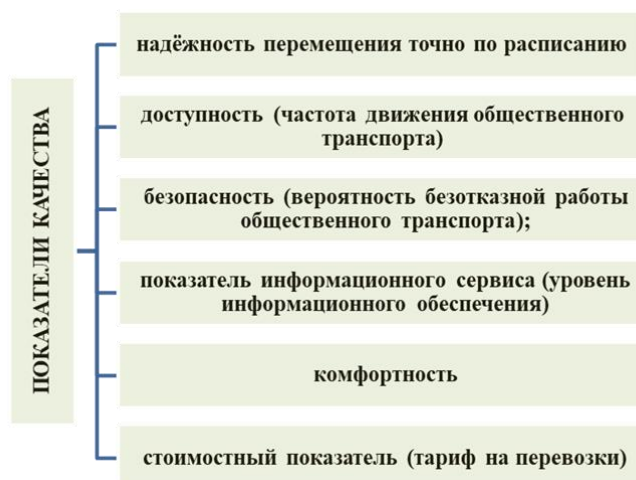 ПОКАЗАТЕЛИ КАЧЕСТВА
надёжность перемещения точно по расписанию
доступность (частота движения общественного
транспорта)
безопасность (вероятность безотказной работы
общественного транспорта);
показатель информационного сервиса (уровень
информационного обеспечения)
комфортность
стоимостный показатель (тариф на перевозки)